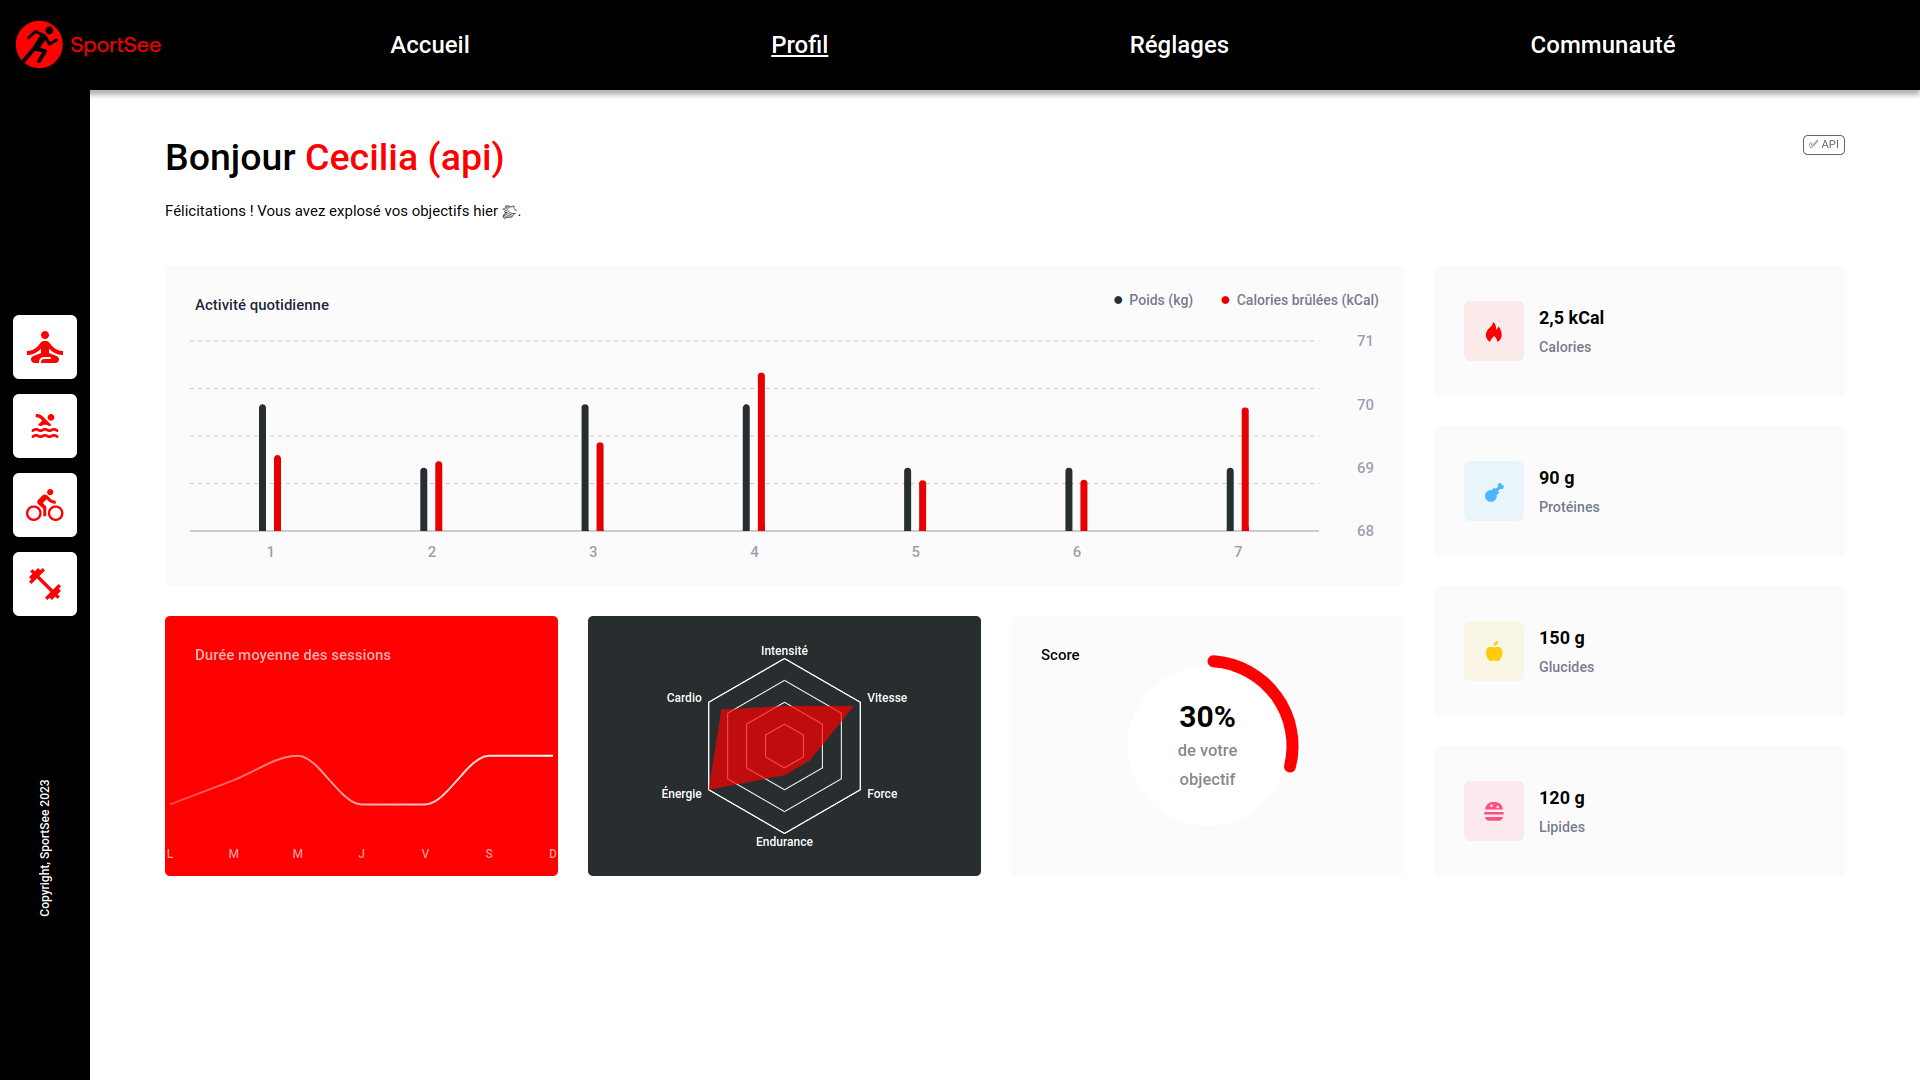 SportSee
Accueil
Profil
Réglages
Communauté
Bonjour Cecilia (api)
✅ API
Félicitations ! Vous avez explosé vos objectifs hier 👏.
Activité quotidienne
Poids (kg)
Calories brûlées (kCal)
71
70
69
68
1 2 3 4 5 6 7
2,5 kCal
Calories
90 g
Protéines
150 g
Glucides
120 g
Lipides
Durée moyenne des sessions
L M M J V S D
Intensité
Vitesse
Force
Endurance
Énergie
Cardio
Score
30%
de votre
objectif
Copyright, SportSee 2023